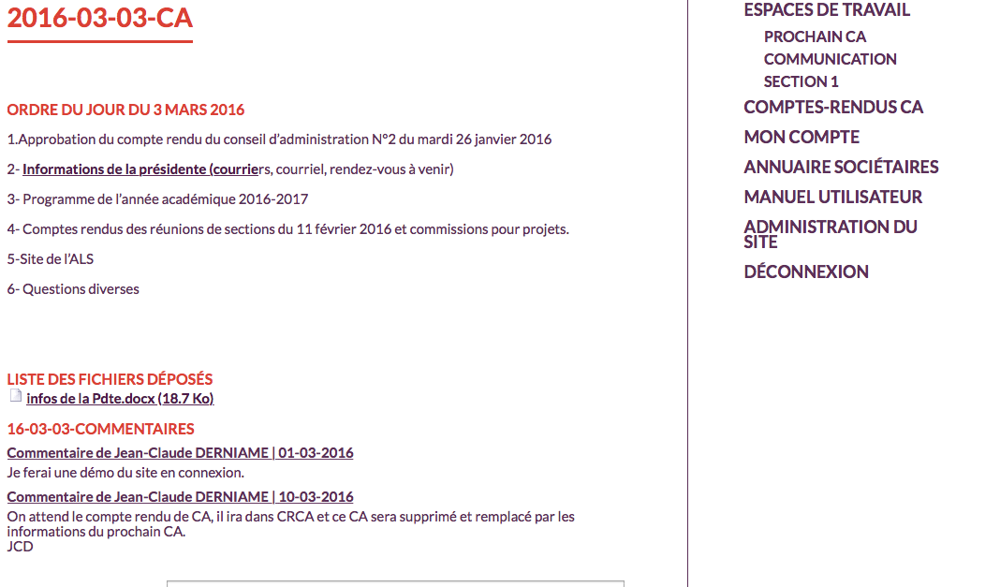 2016-03-03-CA
ORDRE DU JOUR DU 3 MARS 2016
1.Approbation du compte rendu du conseil d’administration N°2 du mardi 26 janvier 2016
2- Informations de la présidente (courriers, courriel, rendez-vous à venir)
3- Programme de l’année académique 2016-2017
4- Comptes rendus des réunions de sections du 11 février 2016 et commissions pour projets.
5-Site de l’ALS
6- Questions diverses
LISTE DES FICHIERS DÉPOSÉS
infos de la Pdte.docx (18.7 Ko)
16-03-03-COMMENTAIRES
Commentaire de Jean-Claude DERNIAME | 01-03-2016
Je ferai une démo du site en connexion.
Commentaire de Jean-Claude DERNIAME | 10-03-2016
On attend le compte rendu de CA, il ira dans CRCA et ce CA sera supprimé et remplacé par les
informations du prochain CA.
JCD
ESPACES DE TRAVAIL
PROCHAIN CA
COMMUNICATION
SECTION 1
COMPTES-RENDUS CA
MON COMPTE
ANNUAIRE SOCIÉTAIRES
MANUEL UTILISATEUR
ADMINISTRATION DU
SITE
DÉCONNEXION